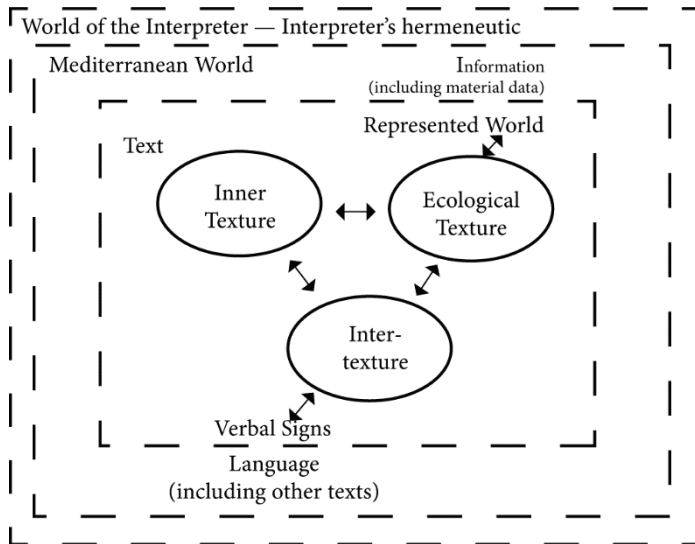 World of the Interpreter — Interpreter’s hermeneutic
Mediterranean World
Information
(including material data)
Represented World
Text
Inner
Texture
Ecological
Texture
Inter-
texture
Verbal Signs
Language
(including other texts)